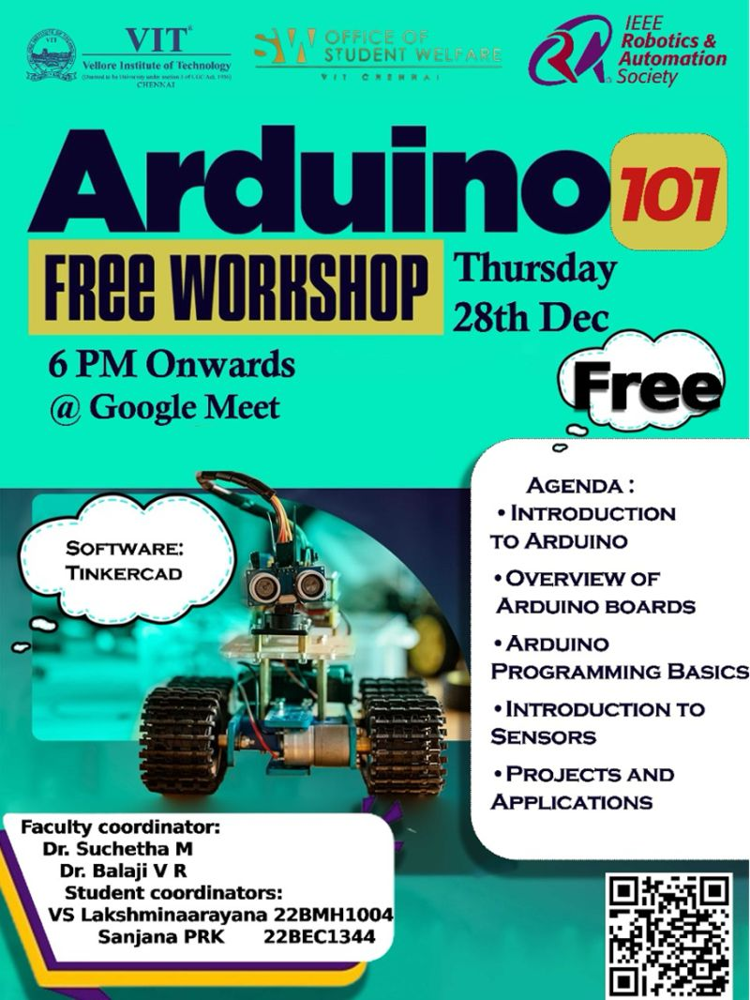 VIT
Vellore Institute of Technology
(Deemed to be University under section 3 of UGC Act, 1956)
CHENNAI
SW OFFICE OF
STUDENT WELFARE
VIT CHENNAI
IEEE
Robotics &
Automation
Society
RA
Arduino 101
FREE WORKSHOP
Thursday
28th Dec
6 PM Onwards
@ Google Meet
Free
SOFTWARE:
TINKERCAD
AGENDA :
• INTRODUCTION
TO ARDUINO
• OVERVIEW OF
ARDUINO BOARDS
• ARDUINO
PROGRAMMING BASICS
• INTRODUCTION TO
SENSORS
• PROJECTS AND
APPLICATIONS
Faculty coordinator:
Dr. Suchetha M
Dr. Balaji V R
Student coordinators:
VS Lakshminaarayana 22BMH1004
Sanjana PRK 22BEC1344